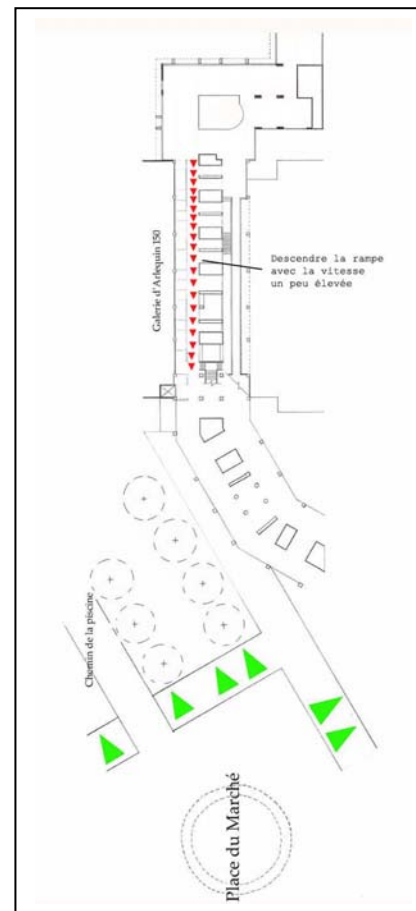 Galerie d'Arlequin 150
Descendre la rampe
avec la vitesse
un peu élevée
Chemin de la piscine
Place du Marché